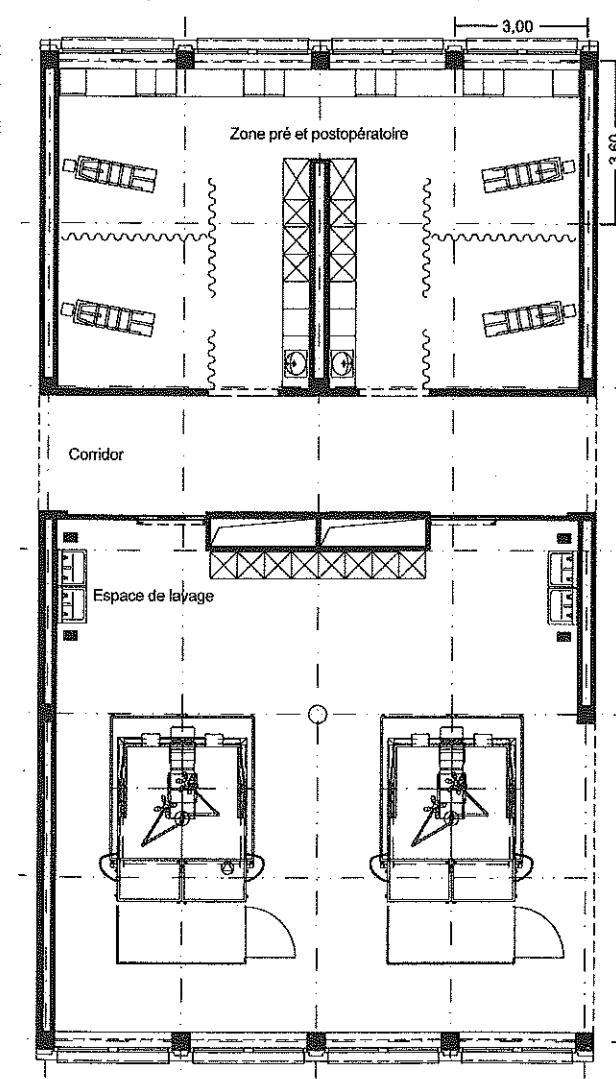 3,00
Zone pré et postopératoire
3,60
Corridor
Espace de lavage